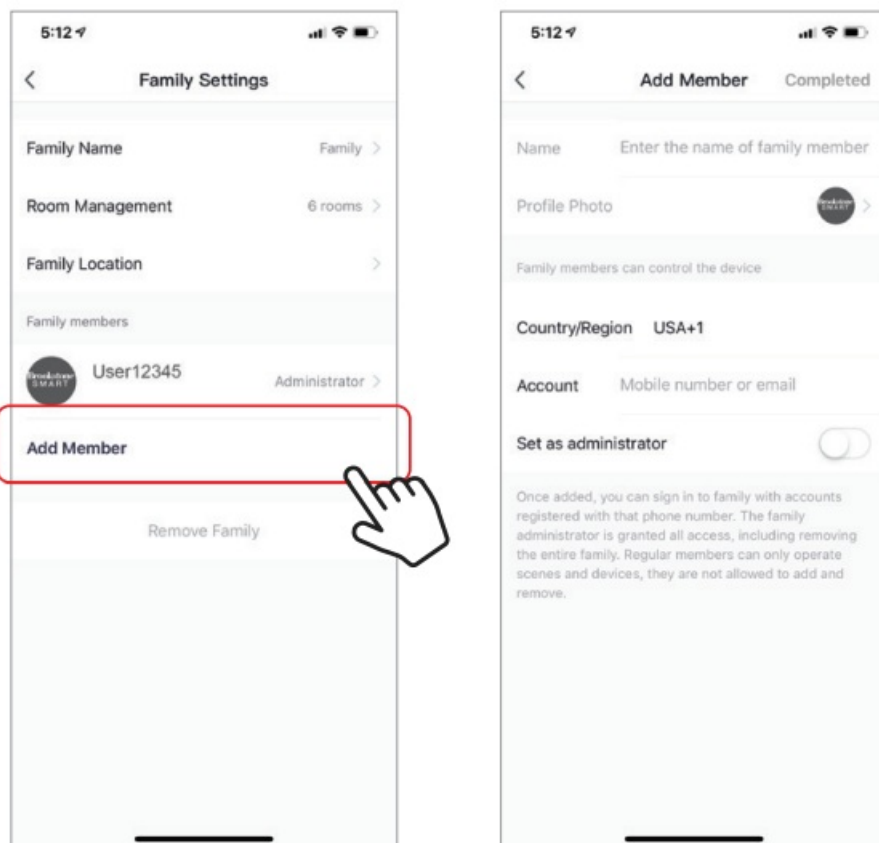 5:12
Family Settings
Family Name Family
Room Management 6 rooms
Family Location
Family members
Brookstone
SMART
User12345 Administrator
Add Member
Remove Family
5:12
Add Member Completed
Name Enter the name of family member
Profile Photo
Brookstone
SMART
Family members can control the device
Country/Region USA+1
Account Mobile number or email
Set as administrator
Once added, you can sign in to family with accounts
registered with that phone number. The family
administrator is granted all access, including removing
the entire family. Regular members can only operate
scenes and devices, they are not allowed to add and
remove.